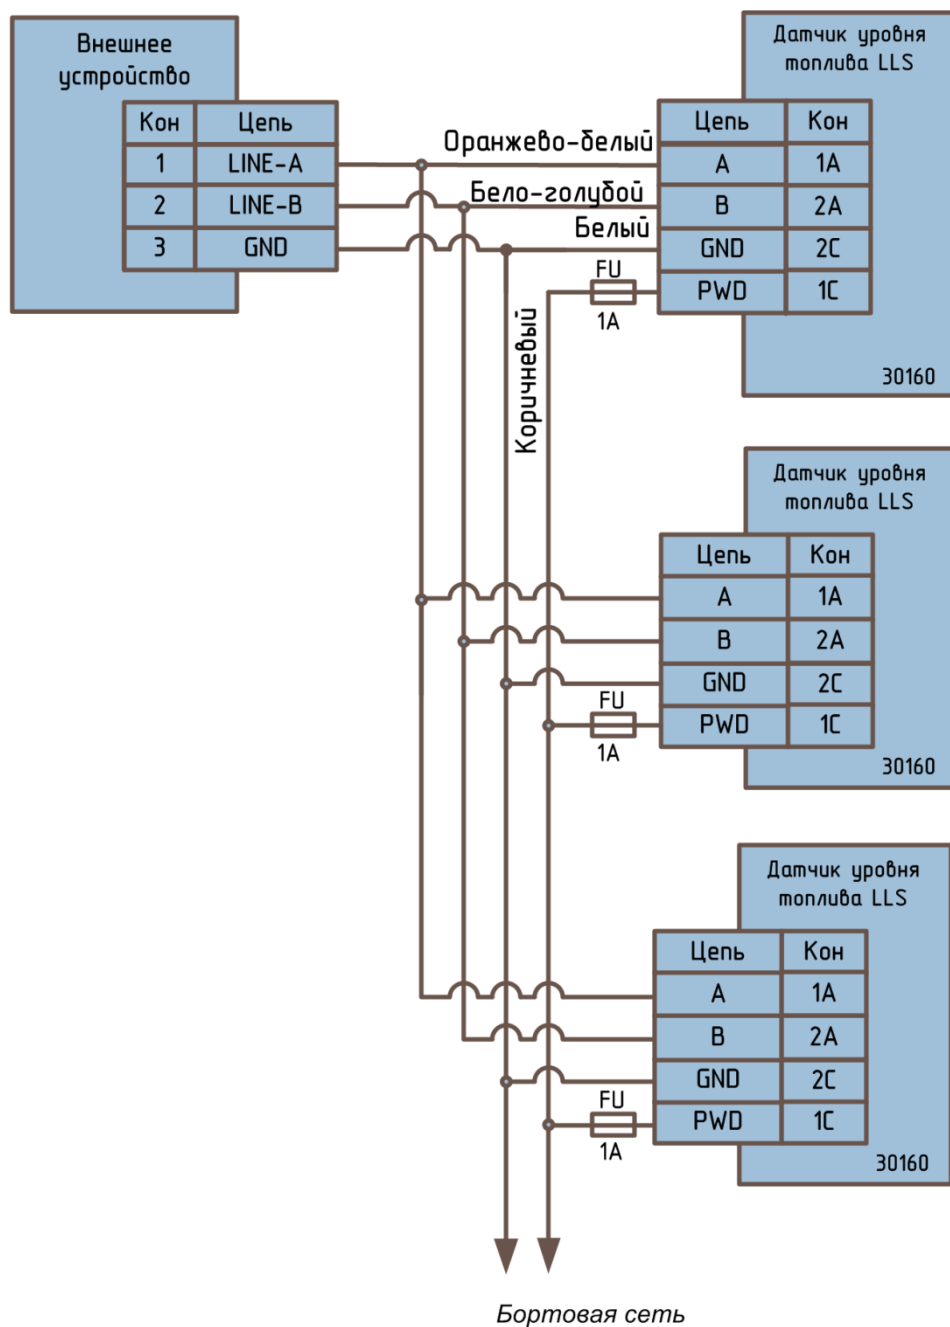 Внешнее
устройство
Кон Цепь
1 LINE-A
2 LINE-B
3 GND
Оранжево-белый
Бело-голубой
Белый
Коричневый
Датчик уровня
топлива LLS
Цепь Кон
A 1A
B 2A
GND 2C
PWD 1C
FU
1A
30160
Датчик уровня
топлива LLS
Цепь Кон
A 1A
B 2A
GND 2C
PWD 1C
FU
1A
30160
Датчик уровня
топлива LLS
Цепь Кон
A 1A
B 2A
GND 2C
PWD 1C
FU
1A
30160
Бортовая сеть